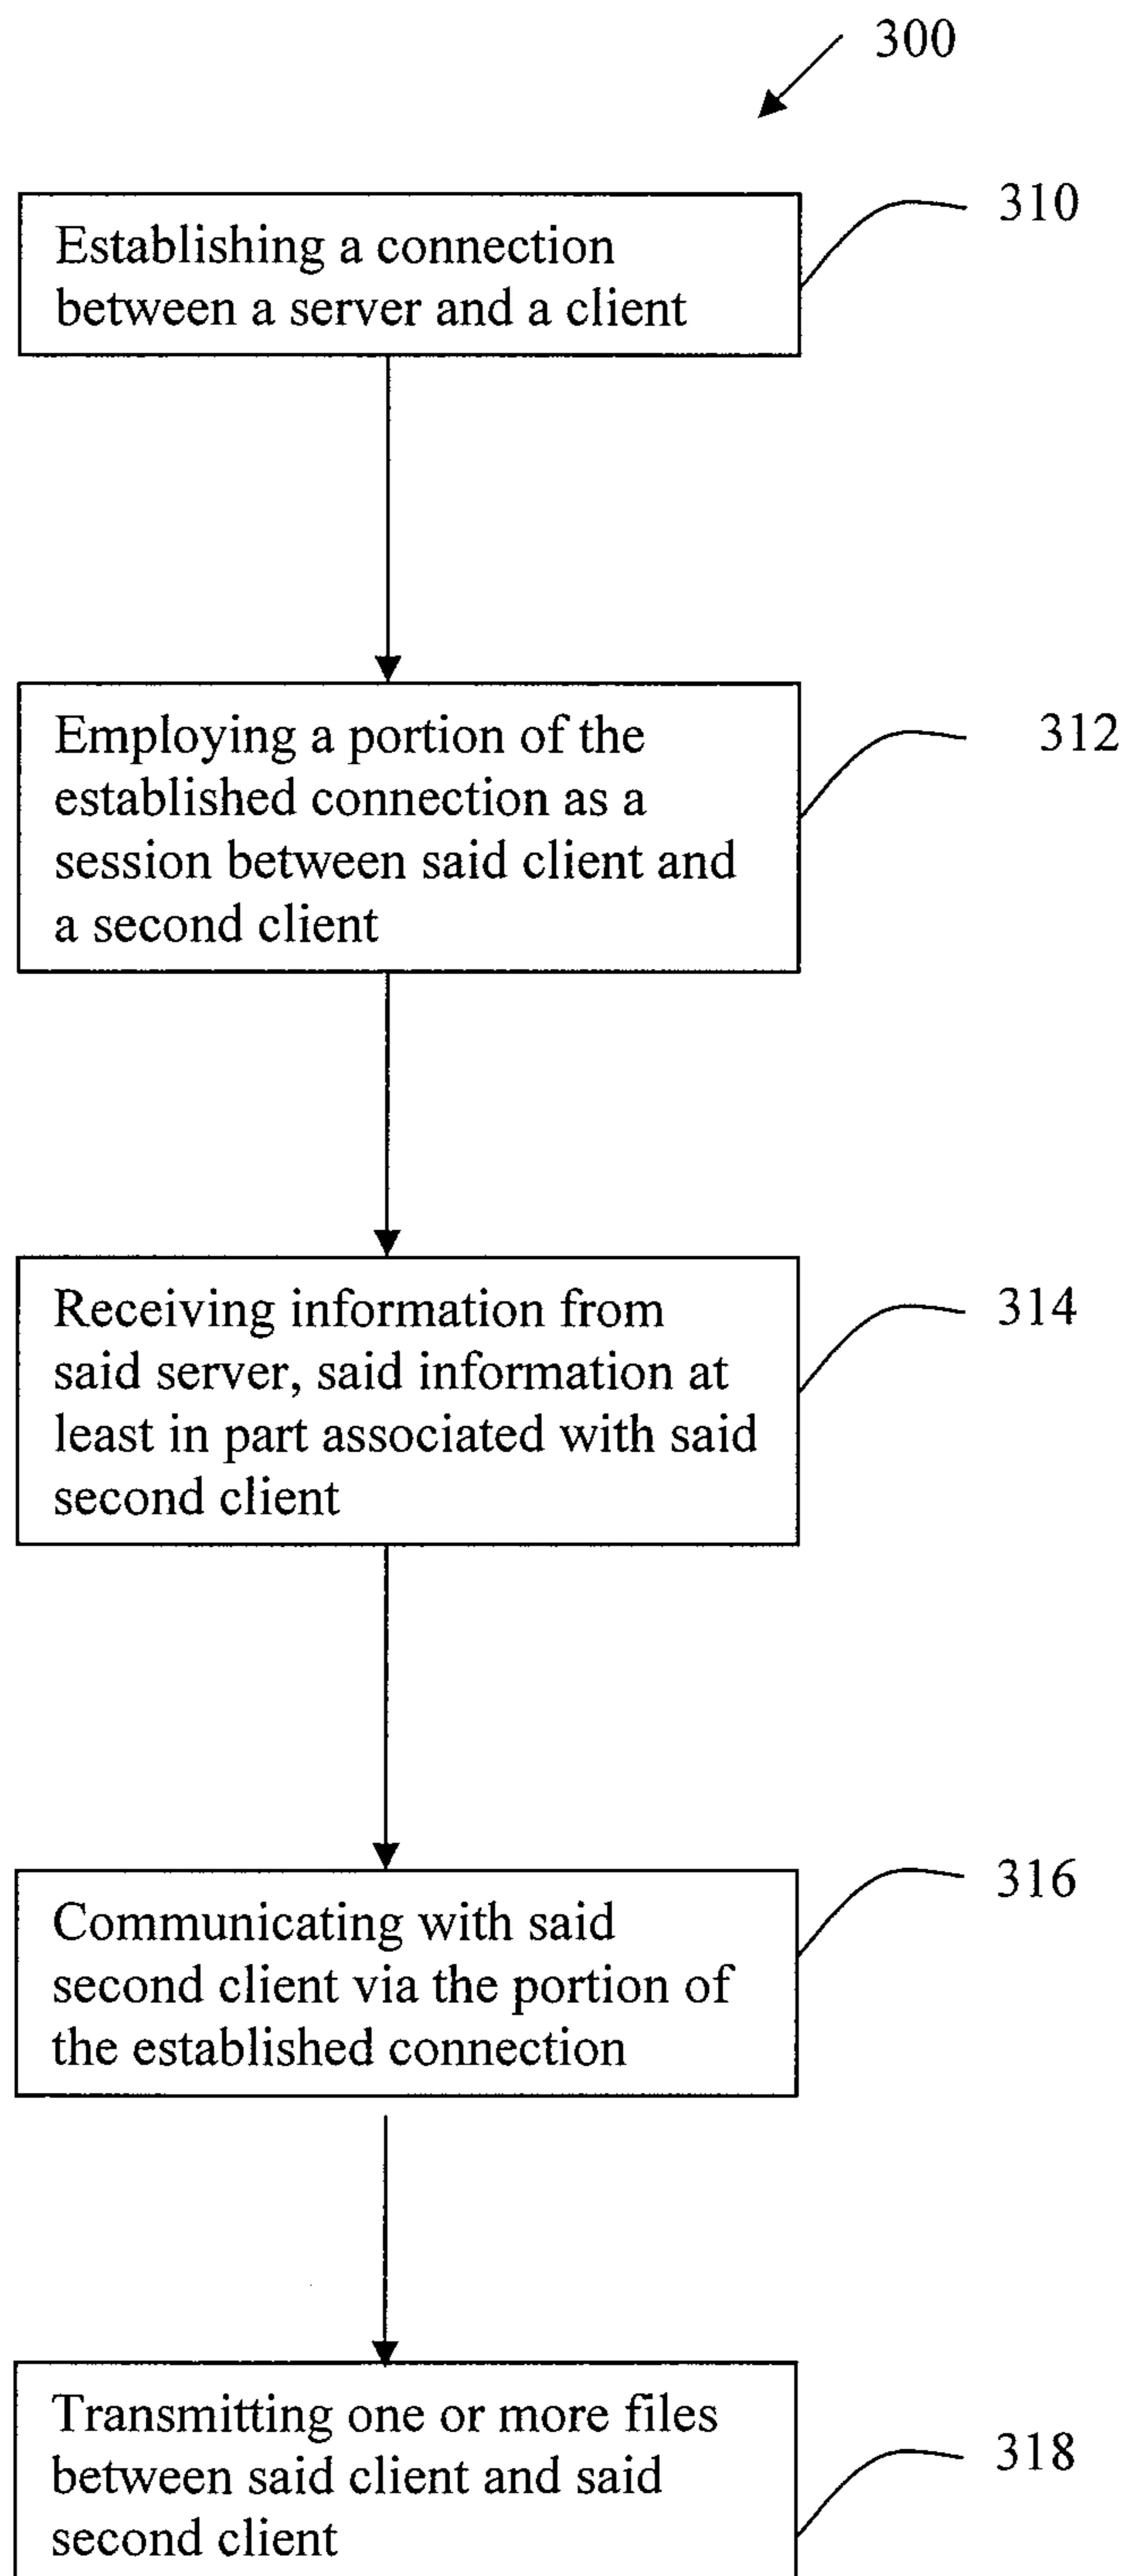 300
310
Establishing a connection
between a server and a client
312
Employing a portion of the
established connection as a
session between said client and
a second client
314
Receiving information from
said server, said information at
least in part associated with said
second client
316
Communicating with said
second client via the portion of
the established connection
318
Transmitting one or more files
between said client and said
second client